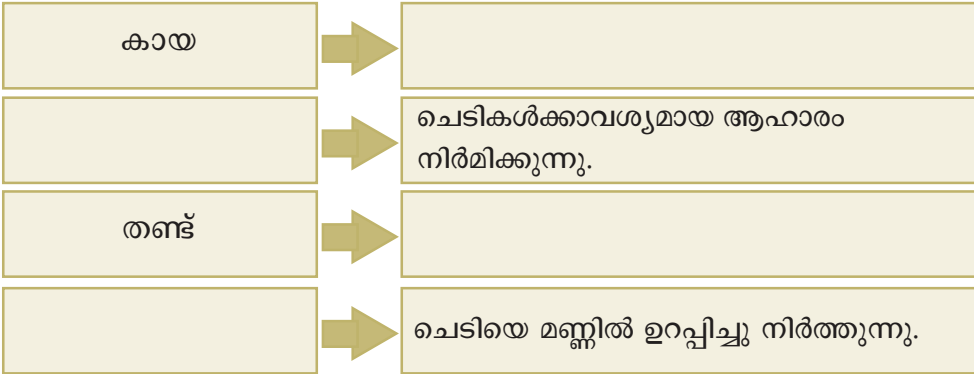 കായ
ചെടികൾക്കാവശ്യമായ ആഹാരം
നിർമിക്കുന്നു.
തണ്ട്
ചെടിയെ മണ്ണിൽ ഉറപ്പിച്ചു നിർത്തുന്നു.